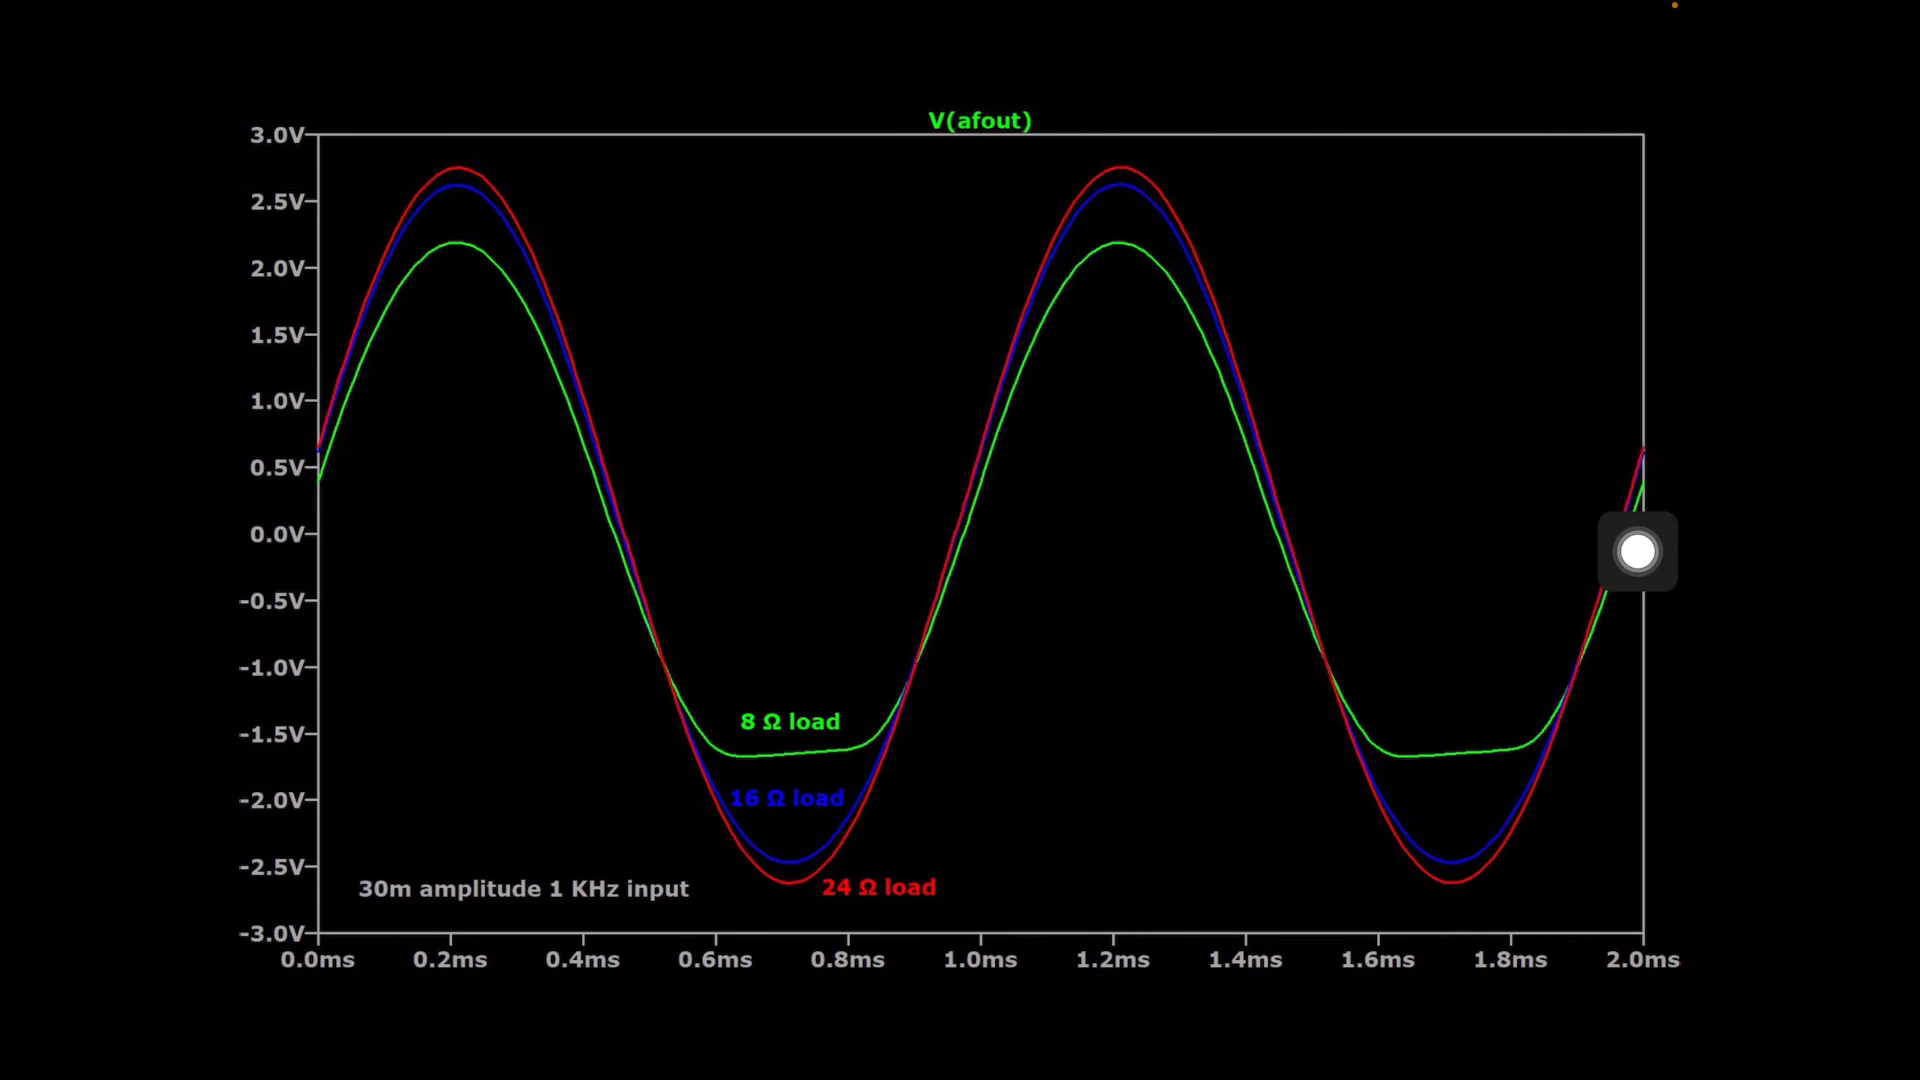 V(afout)
3.0V
2.5V
2.0V
1.5V
1.0V
0.5V
0.0V
-0.5V
-1.0V
-1.5V
-2.0V
-2.5V
-3.0V
8 Ω load
16 Ω load
24 Ω load
30m amplitude 1 KHz input
0.0ms 0.2ms 0.4ms 0.6ms 0.8ms 1.0ms 1.2ms 1.4ms 1.6ms 1.8ms 2.0ms